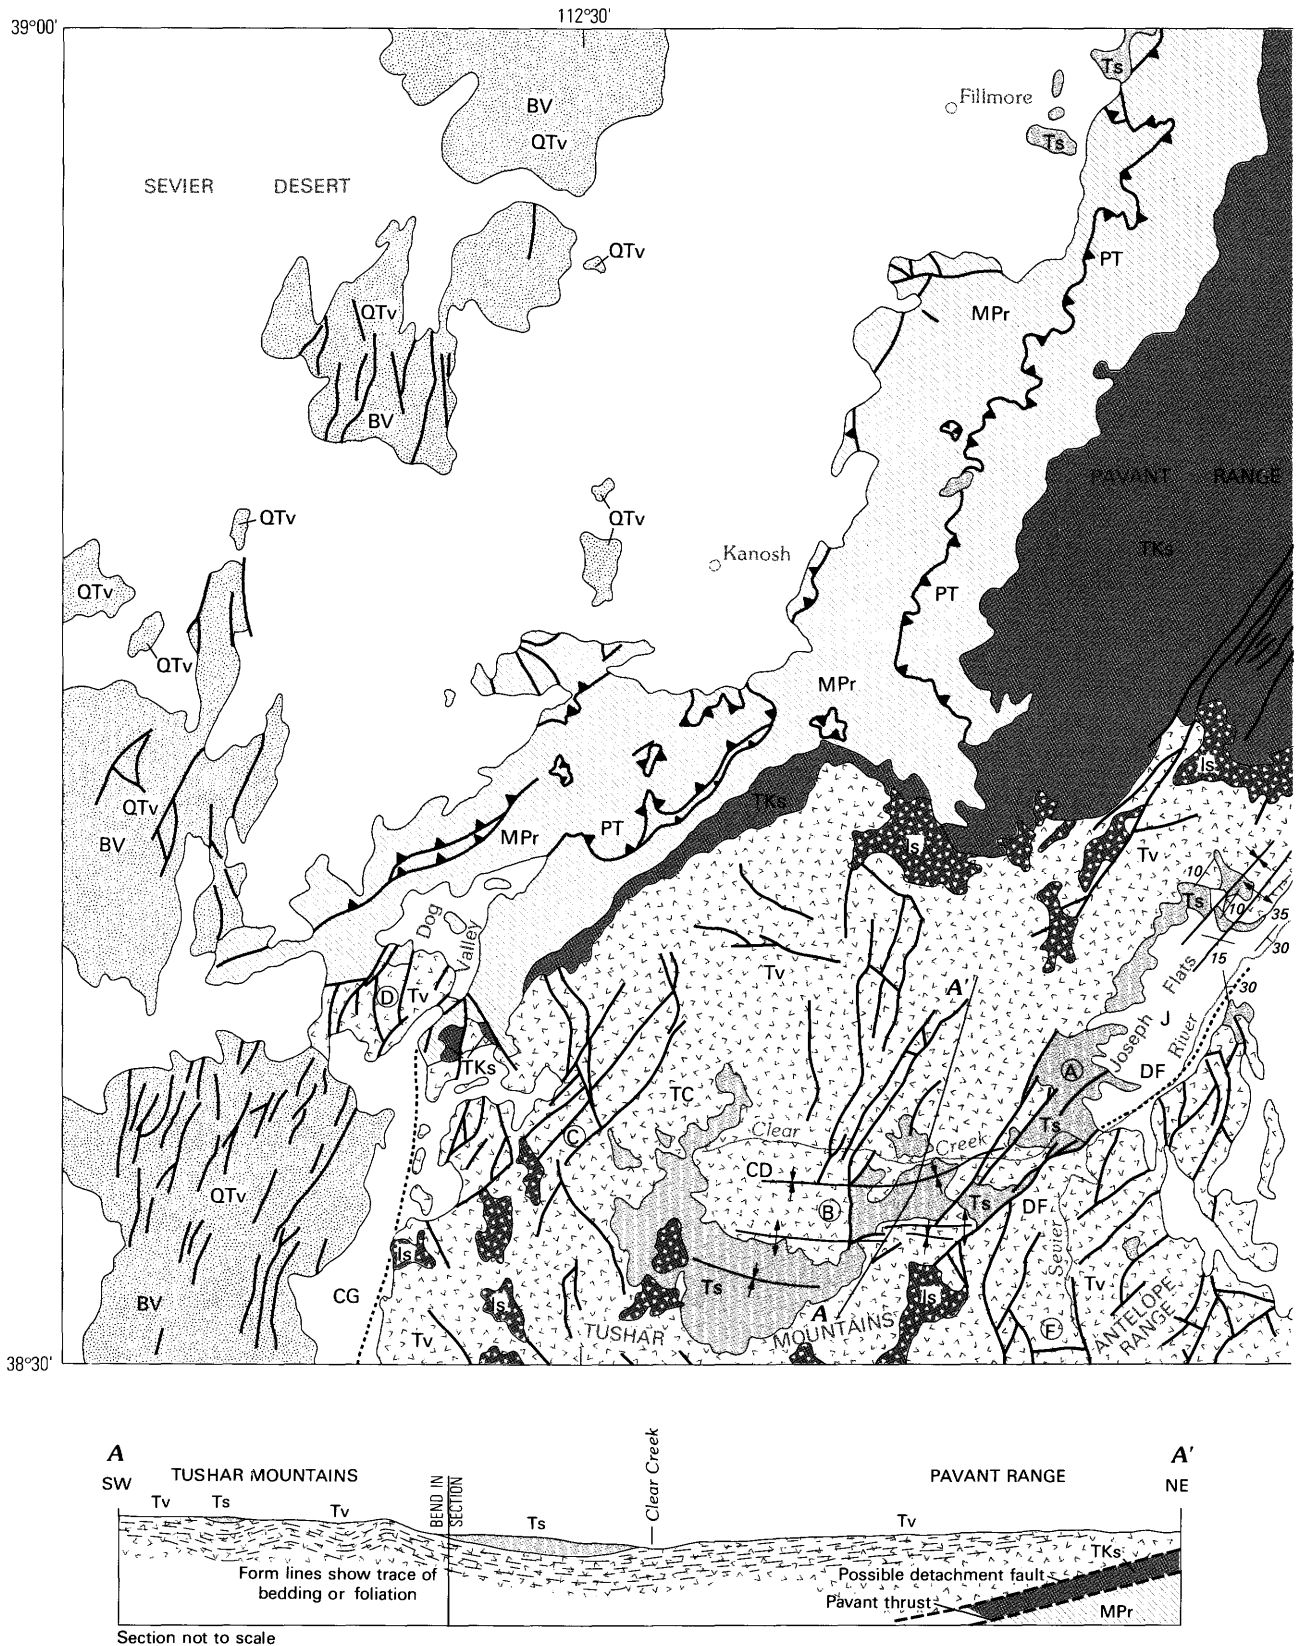 112°30'
39°00'
Ts
Fillmore
BV
QTv
Ts
SEVIER DESERT
QTv
PT
QTv
MPr
BV
PAVANT RANGE
QTv
QTv
TKs
Kanosh
QTv
PT
QTv
MPr
Is
TKs
QTv
MPr
PT
BV
Is
Tv
10
Ts
10
35
Dog
Valley
30
15
Tv
Flats
A'
30
D
Tv
J
Joseph
River
TKs
A
DF
TC
C
Clear
Creek
Ts
CD
QTv
B
Ts
DF
Is
Sevier
CG
Ts
Tv
BV
Is
Is
A
F
ANTELOPE
RANGE
Tv
TUSHAR MOUNTAINS
38°30'
A
A'
SW
TUSHAR MOUNTAINS
BEND IN
SECTION
Clear Creek
PAVANT RANGE
NE
Tv
Ts
Tv
Ts
Tv
TKs
Form lines show trace of
bedding or foliation
Possible detachment fault
Pavant thrust
MPr
Section not to scale